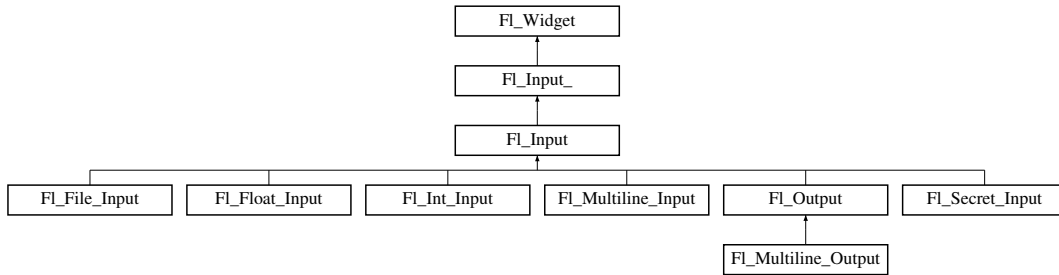 Fl_Widget
Fl_Input_
Fl_Input
Fl_File_Input
Fl_Float_Input
Fl_Int_Input
Fl_Multiline_Input
Fl_Output
Fl_Secret_Input
Fl_Multiline_Output